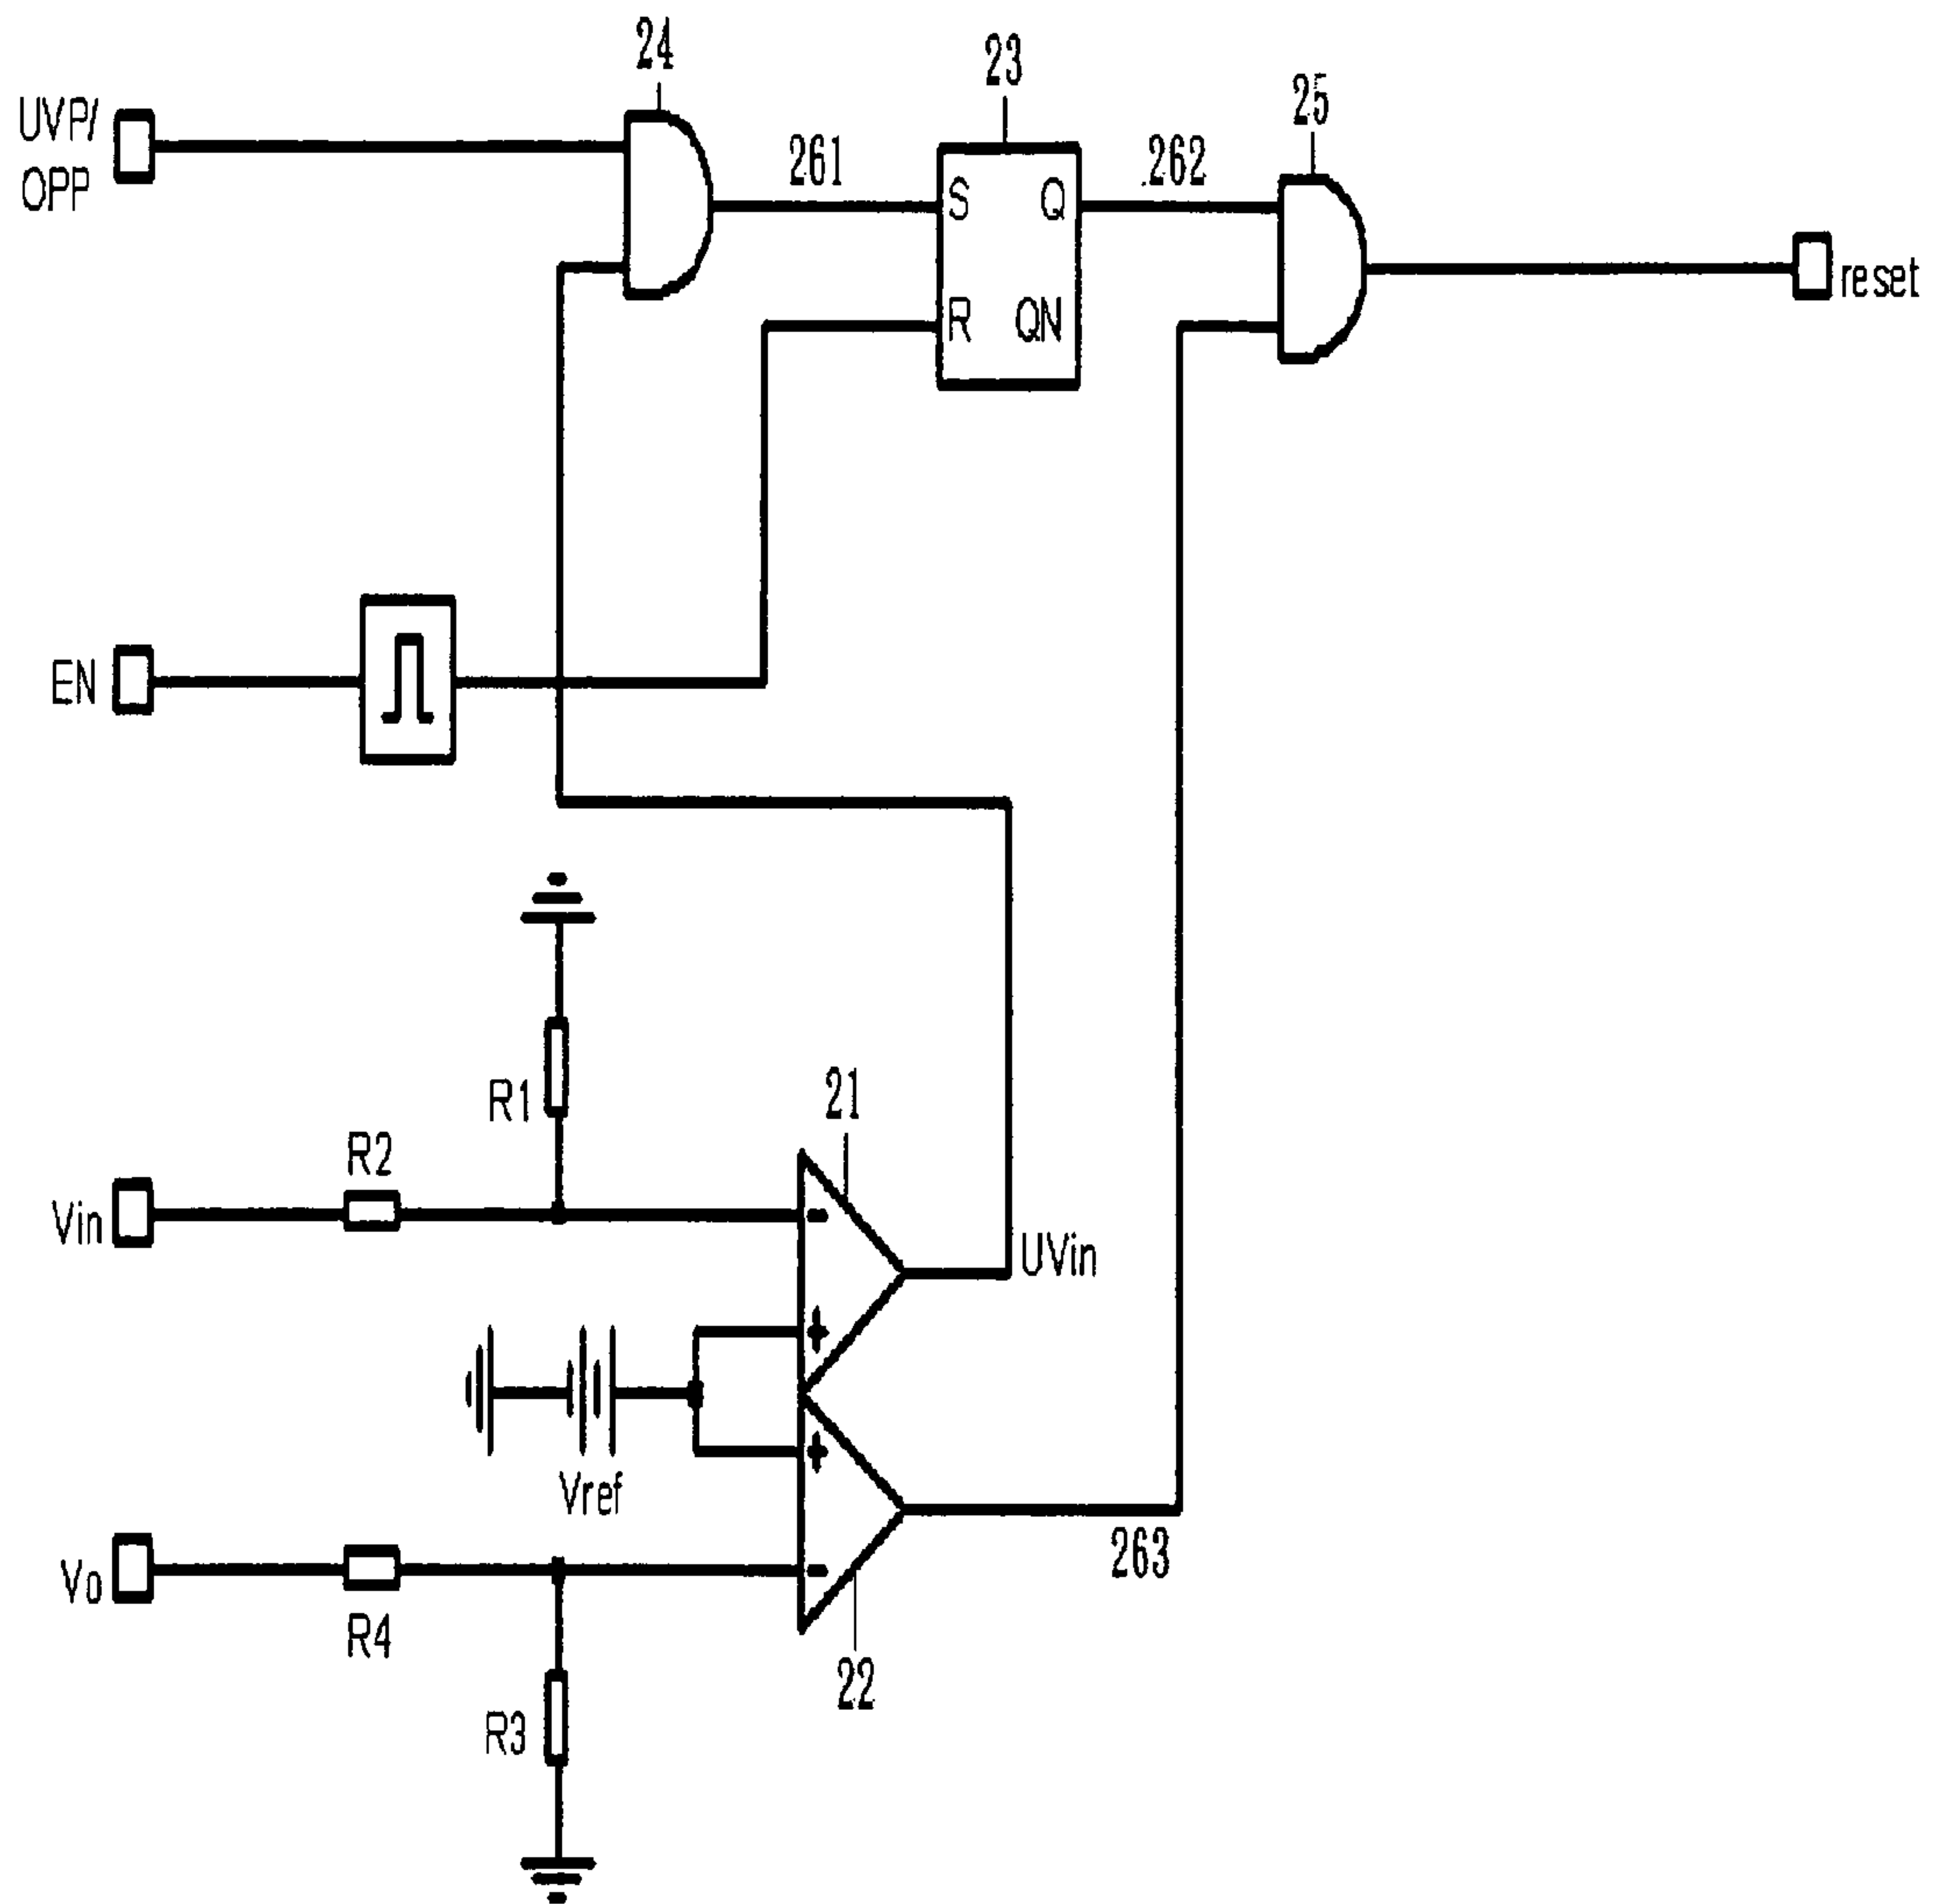 24
23
25
UVP/
OPP
261
.262
S
Q
R
QN
reset
EN
R1
21
R2
Vin
UVin
Vref
263
Vo
R4
22
R3